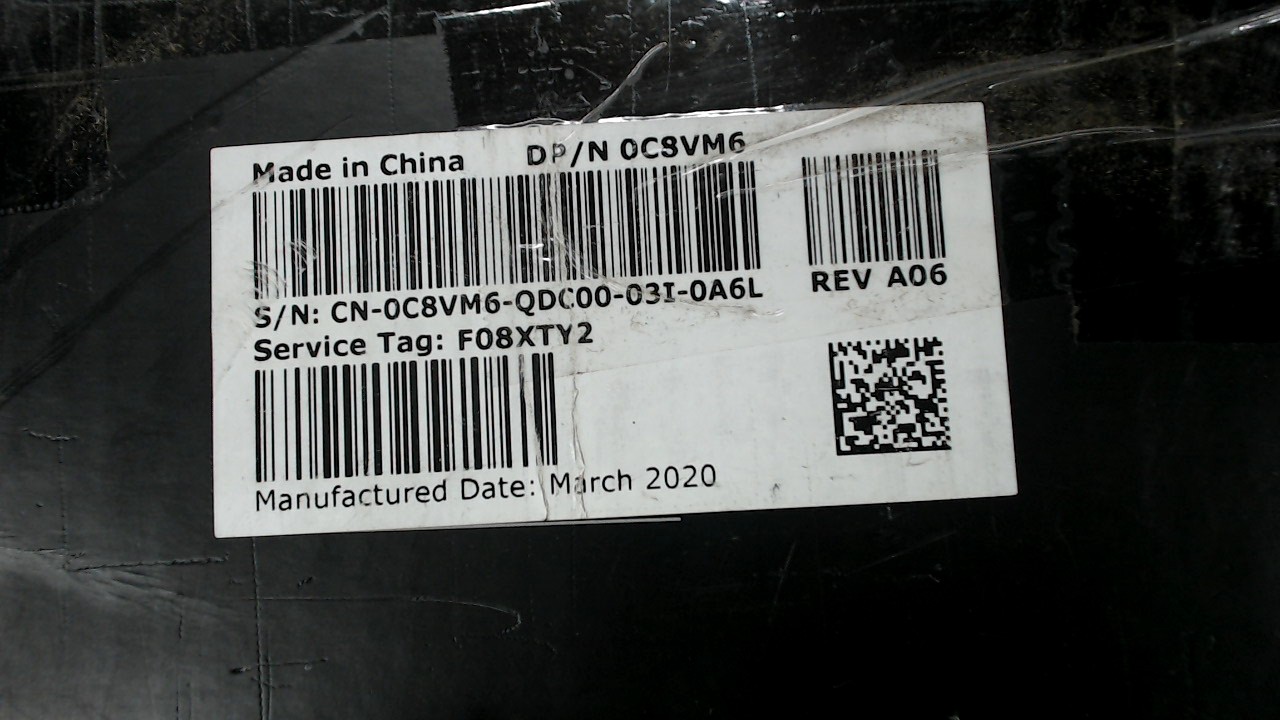 Made in China DP/N 0C8VM6
S/N: CN-0C8VM6-QDC00-03I-0A6L
REV A06
Service Tag: F08XTY2
Manufactured Date: March 2020